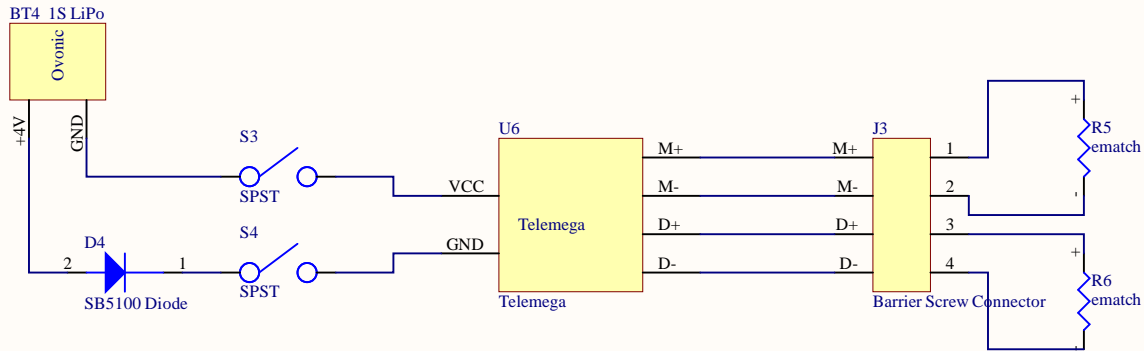 BT4 1S LiPo
Ovonic
+4V
GND
S3
SPST
S4
SPST
D4
2
1
SB5100 Diode
U6
VCC
GND
Telemega
M+
M-
D+
D-
Telemega
J3
M+
M-
D+
D-
1
2
3
4
Barrier Screw Connector
+
R5
ematch
-
+
R6
ematch
-